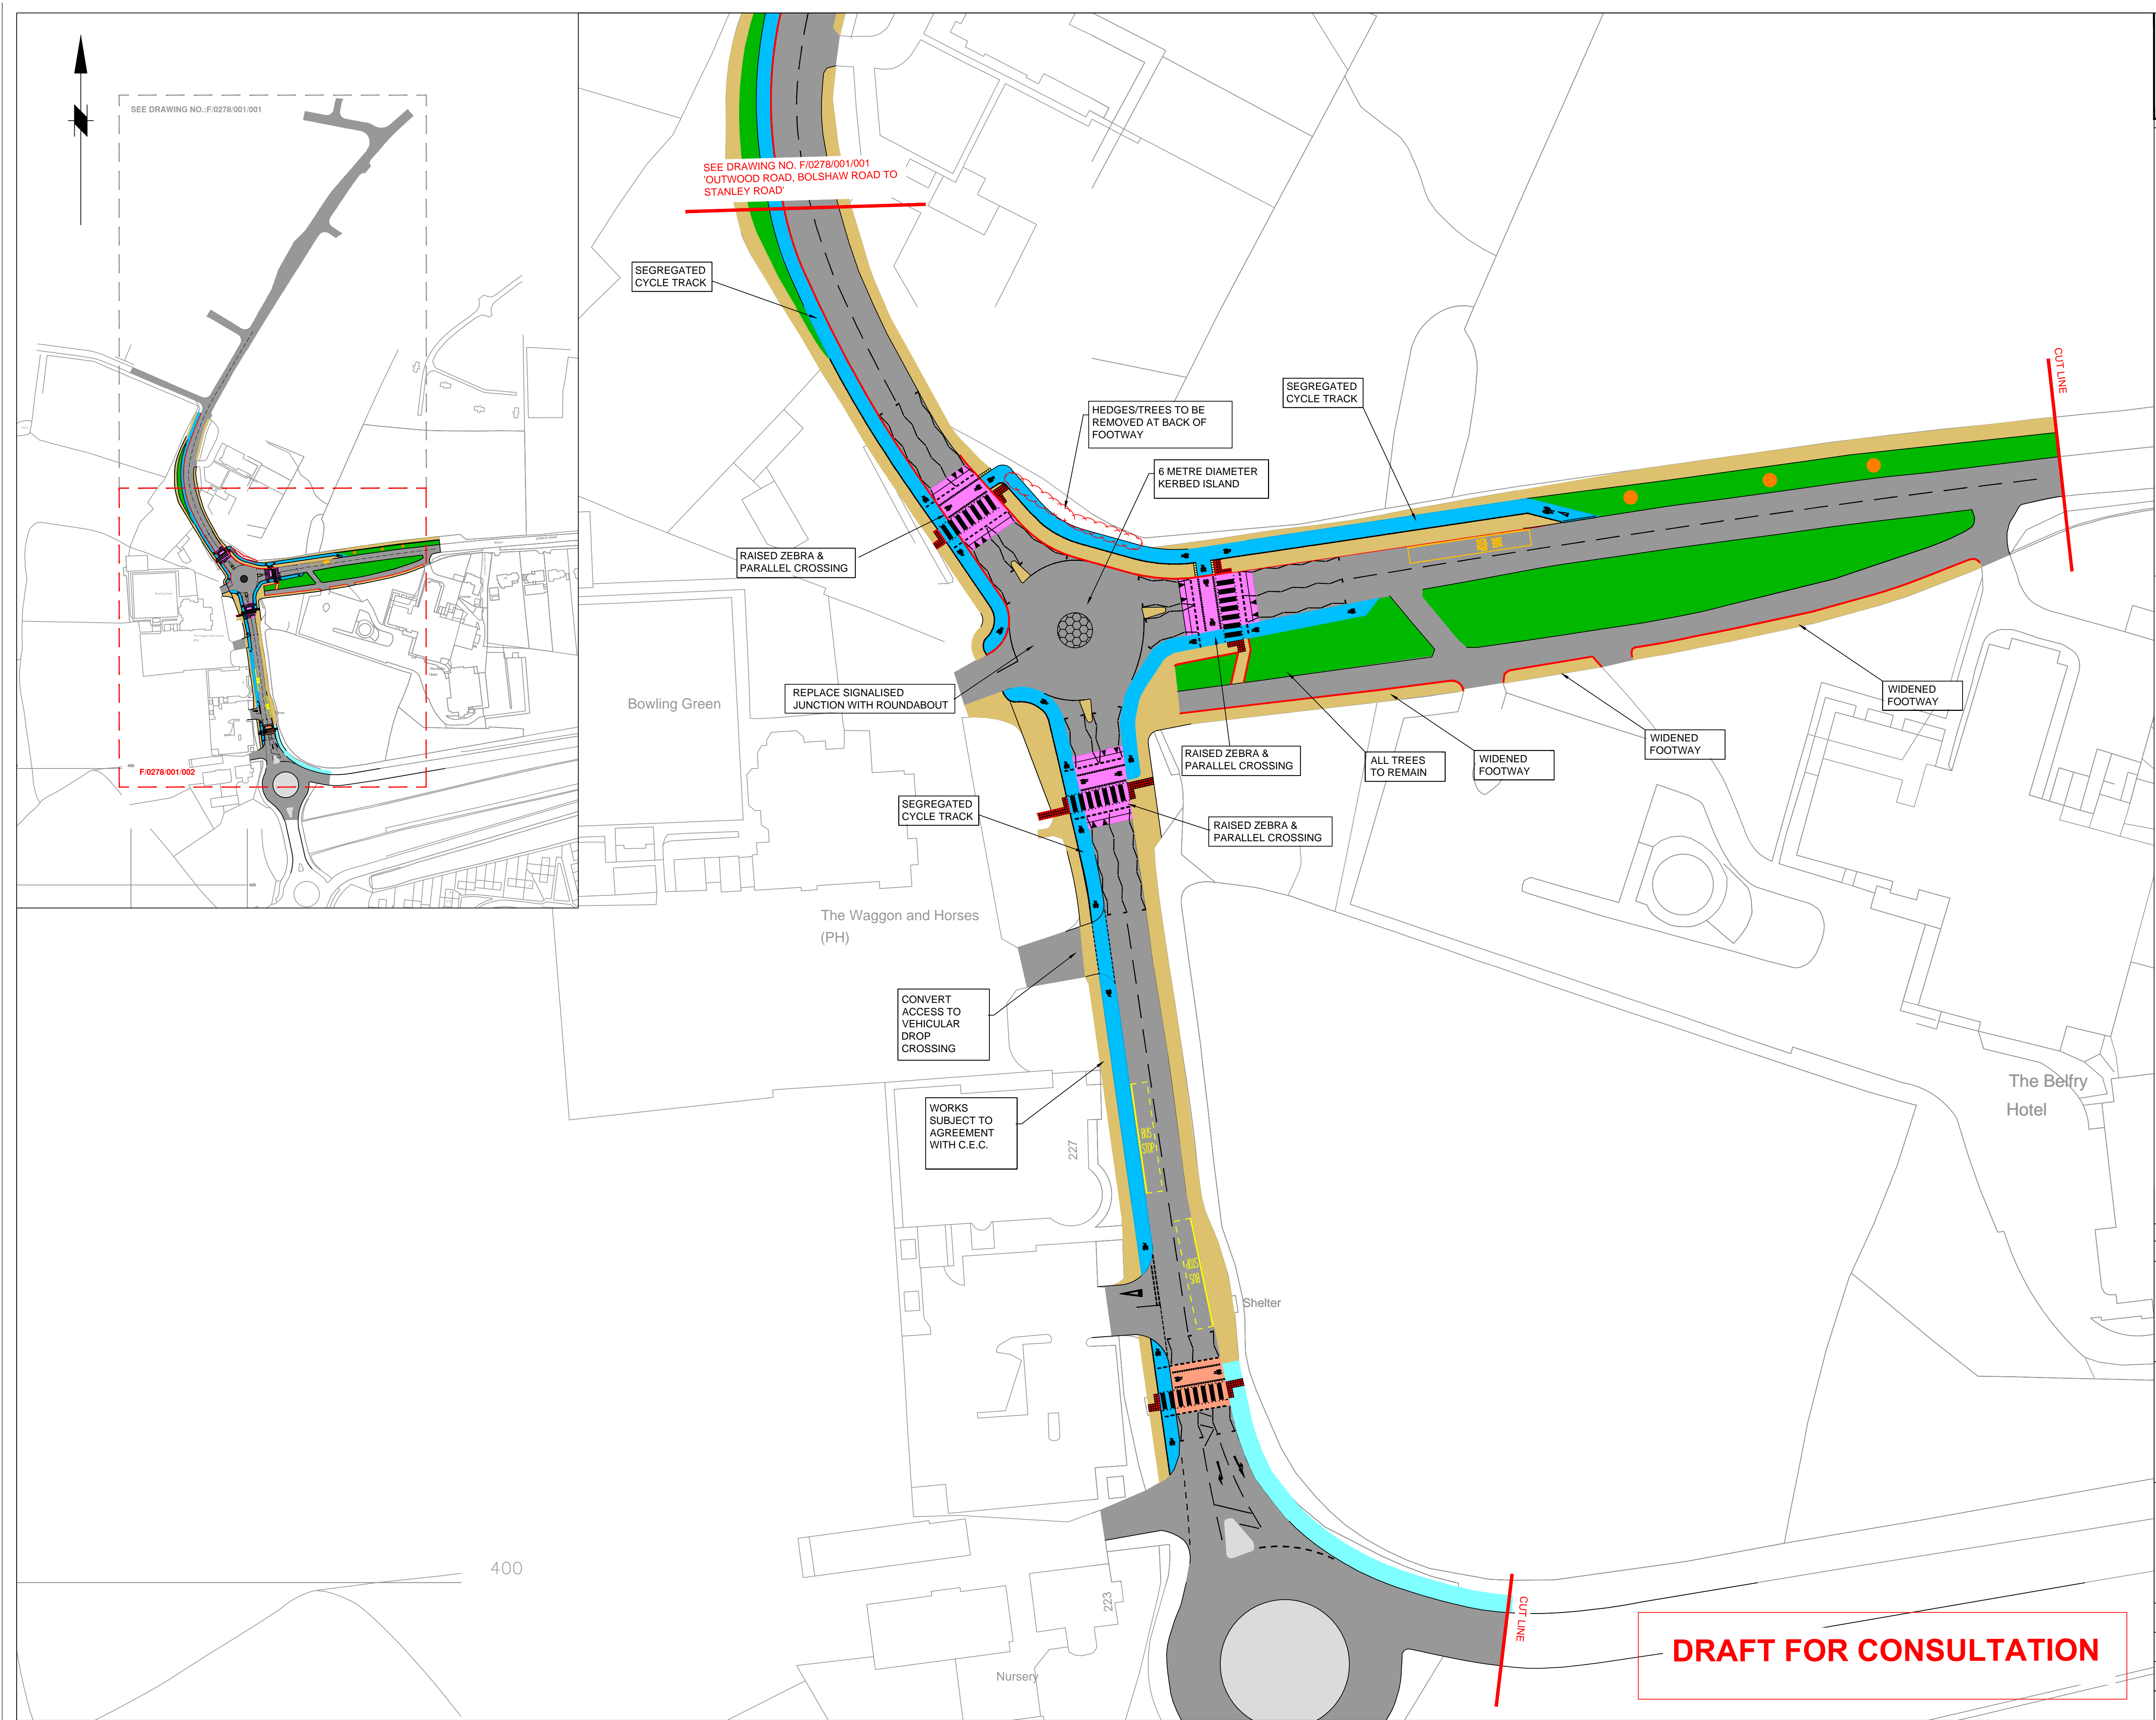 SEE DRAWING NO.:F/0278/001/001
F/0278/001/002
400
SEE DRAWING NO. F/0278/001/001
'OUTWOOD ROAD, BOLSHAW ROAD TO
STANLEY ROAD'
SEGREGATED
CYCLE TRACK
HEDGES/TREES TO BE
REMOVED AT BACK OF
FOOTWAY
SEGREGATED
CYCLE TRACK
CUT LINE
6 METRE DIAMETER
KERBED ISLAND
RAISED ZEBRA &
PARALLEL CROSSING
BUS
STOP
Bowling Green
REPLACE SIGNALISED
JUNCTION WITH ROUNDABOUT
WIDENED
FOOTWAY
WIDENED
FOOTWAY
RAISED ZEBRA &
PARALLEL CROSSING
ALL TREES
TO REMAIN
WIDENED
FOOTWAY
SEGREGATED
CYCLE TRACK
RAISED ZEBRA &
PARALLEL CROSSING
The Waggon and Horses
(PH)
CONVERT
ACCESS TO
VEHICULAR
DROP
CROSSING
The Belfry
Hotel
WORKS
SUBJECT TO
AGREEMENT
WITH C.E.C.
227
BUS
STOP
BUS
STOP
Shelter
400
223
Nursery
CUT LINE
DRAFT FOR CONSULTATION